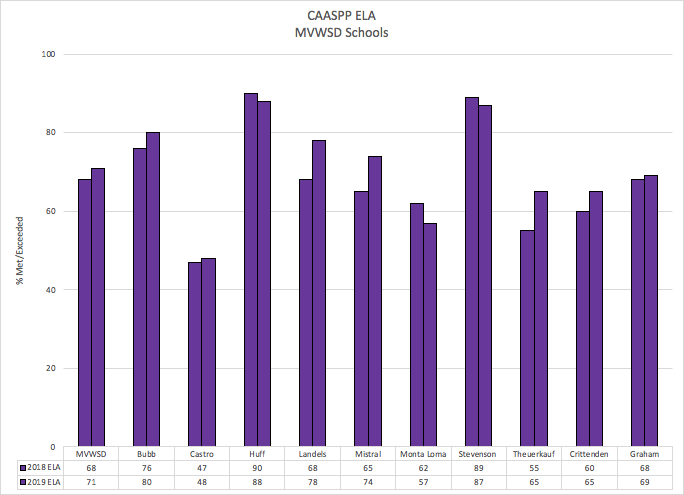 CAASPP ELA
MVWSD Schools
100
80
60
40
20
0
% Met/Exceeded
MVWSD Bubb Castro Huff Landels Mistral Monta Loma Stevenson Theuerkauf Crittenden Graham
2018 ELA 68 76 47 90 68 65 62 89 55 60 68
2019 ELA 71 80 48 88 78 74 57 87 65 65 69